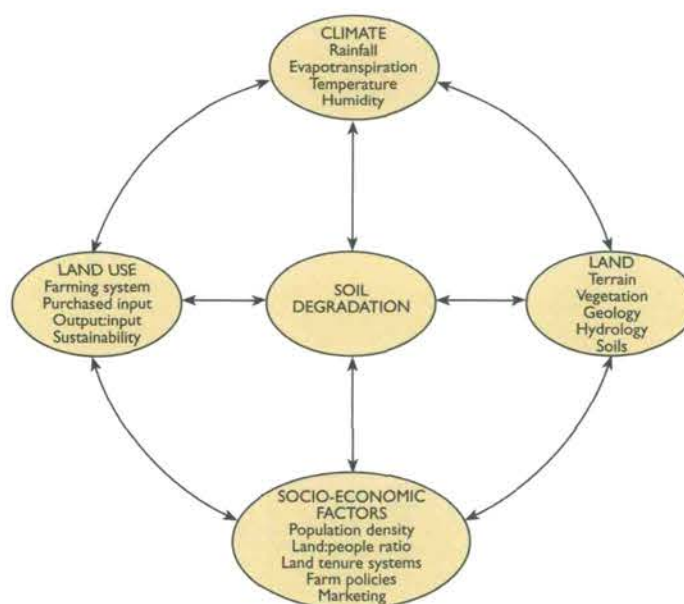 CLIMATE
Rainfall
Evapotranspiration
Temperature
Humidity
LAND USE
Farming system
Purchased input
Output:input
Sustainability
SOIL
DEGRADATION
LAND
Terrain
Vegetation
Geology
Hydrology
Soils
SOCIO-ECONOMIC
FACTORS
Population density
Land:people ratio
Land tenure systems
Farm policies
Marketing